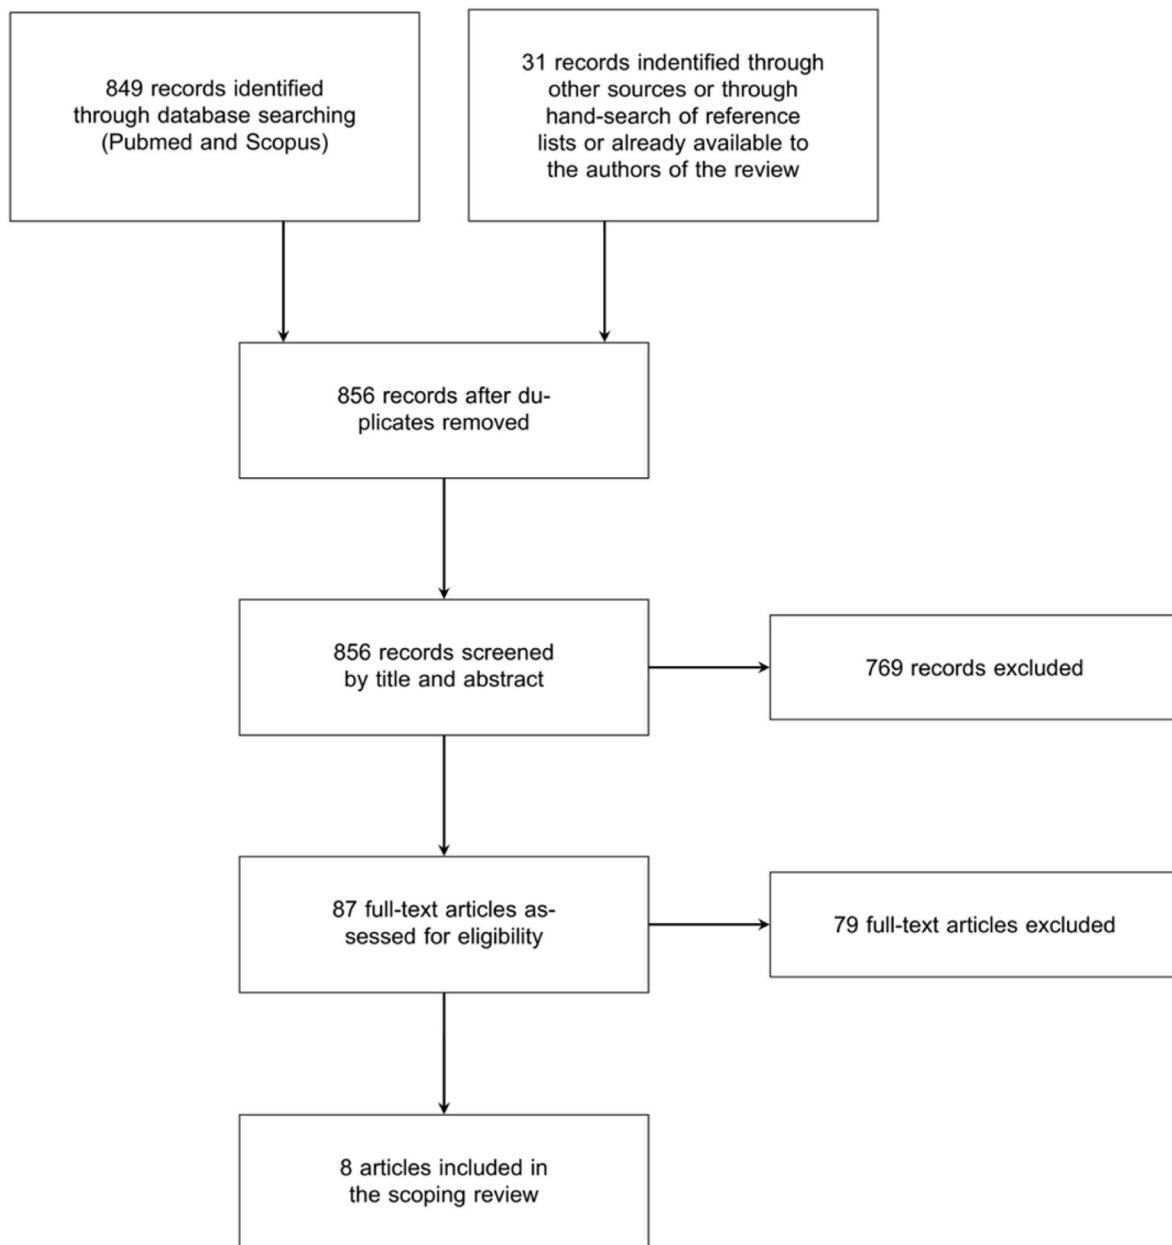 849 records identified
through database searching
(Pubmed and Scopus)
31 records indentified through
other sources or through
hand-search of reference
lists or already available to
the authors of the review
856 records after du-
plicates removed
856 records screened
by title and abstract
769 records excluded
87 full-text articles as-
sessed for eligibility
79 full-text articles excluded
8 articles included in
the scoping review